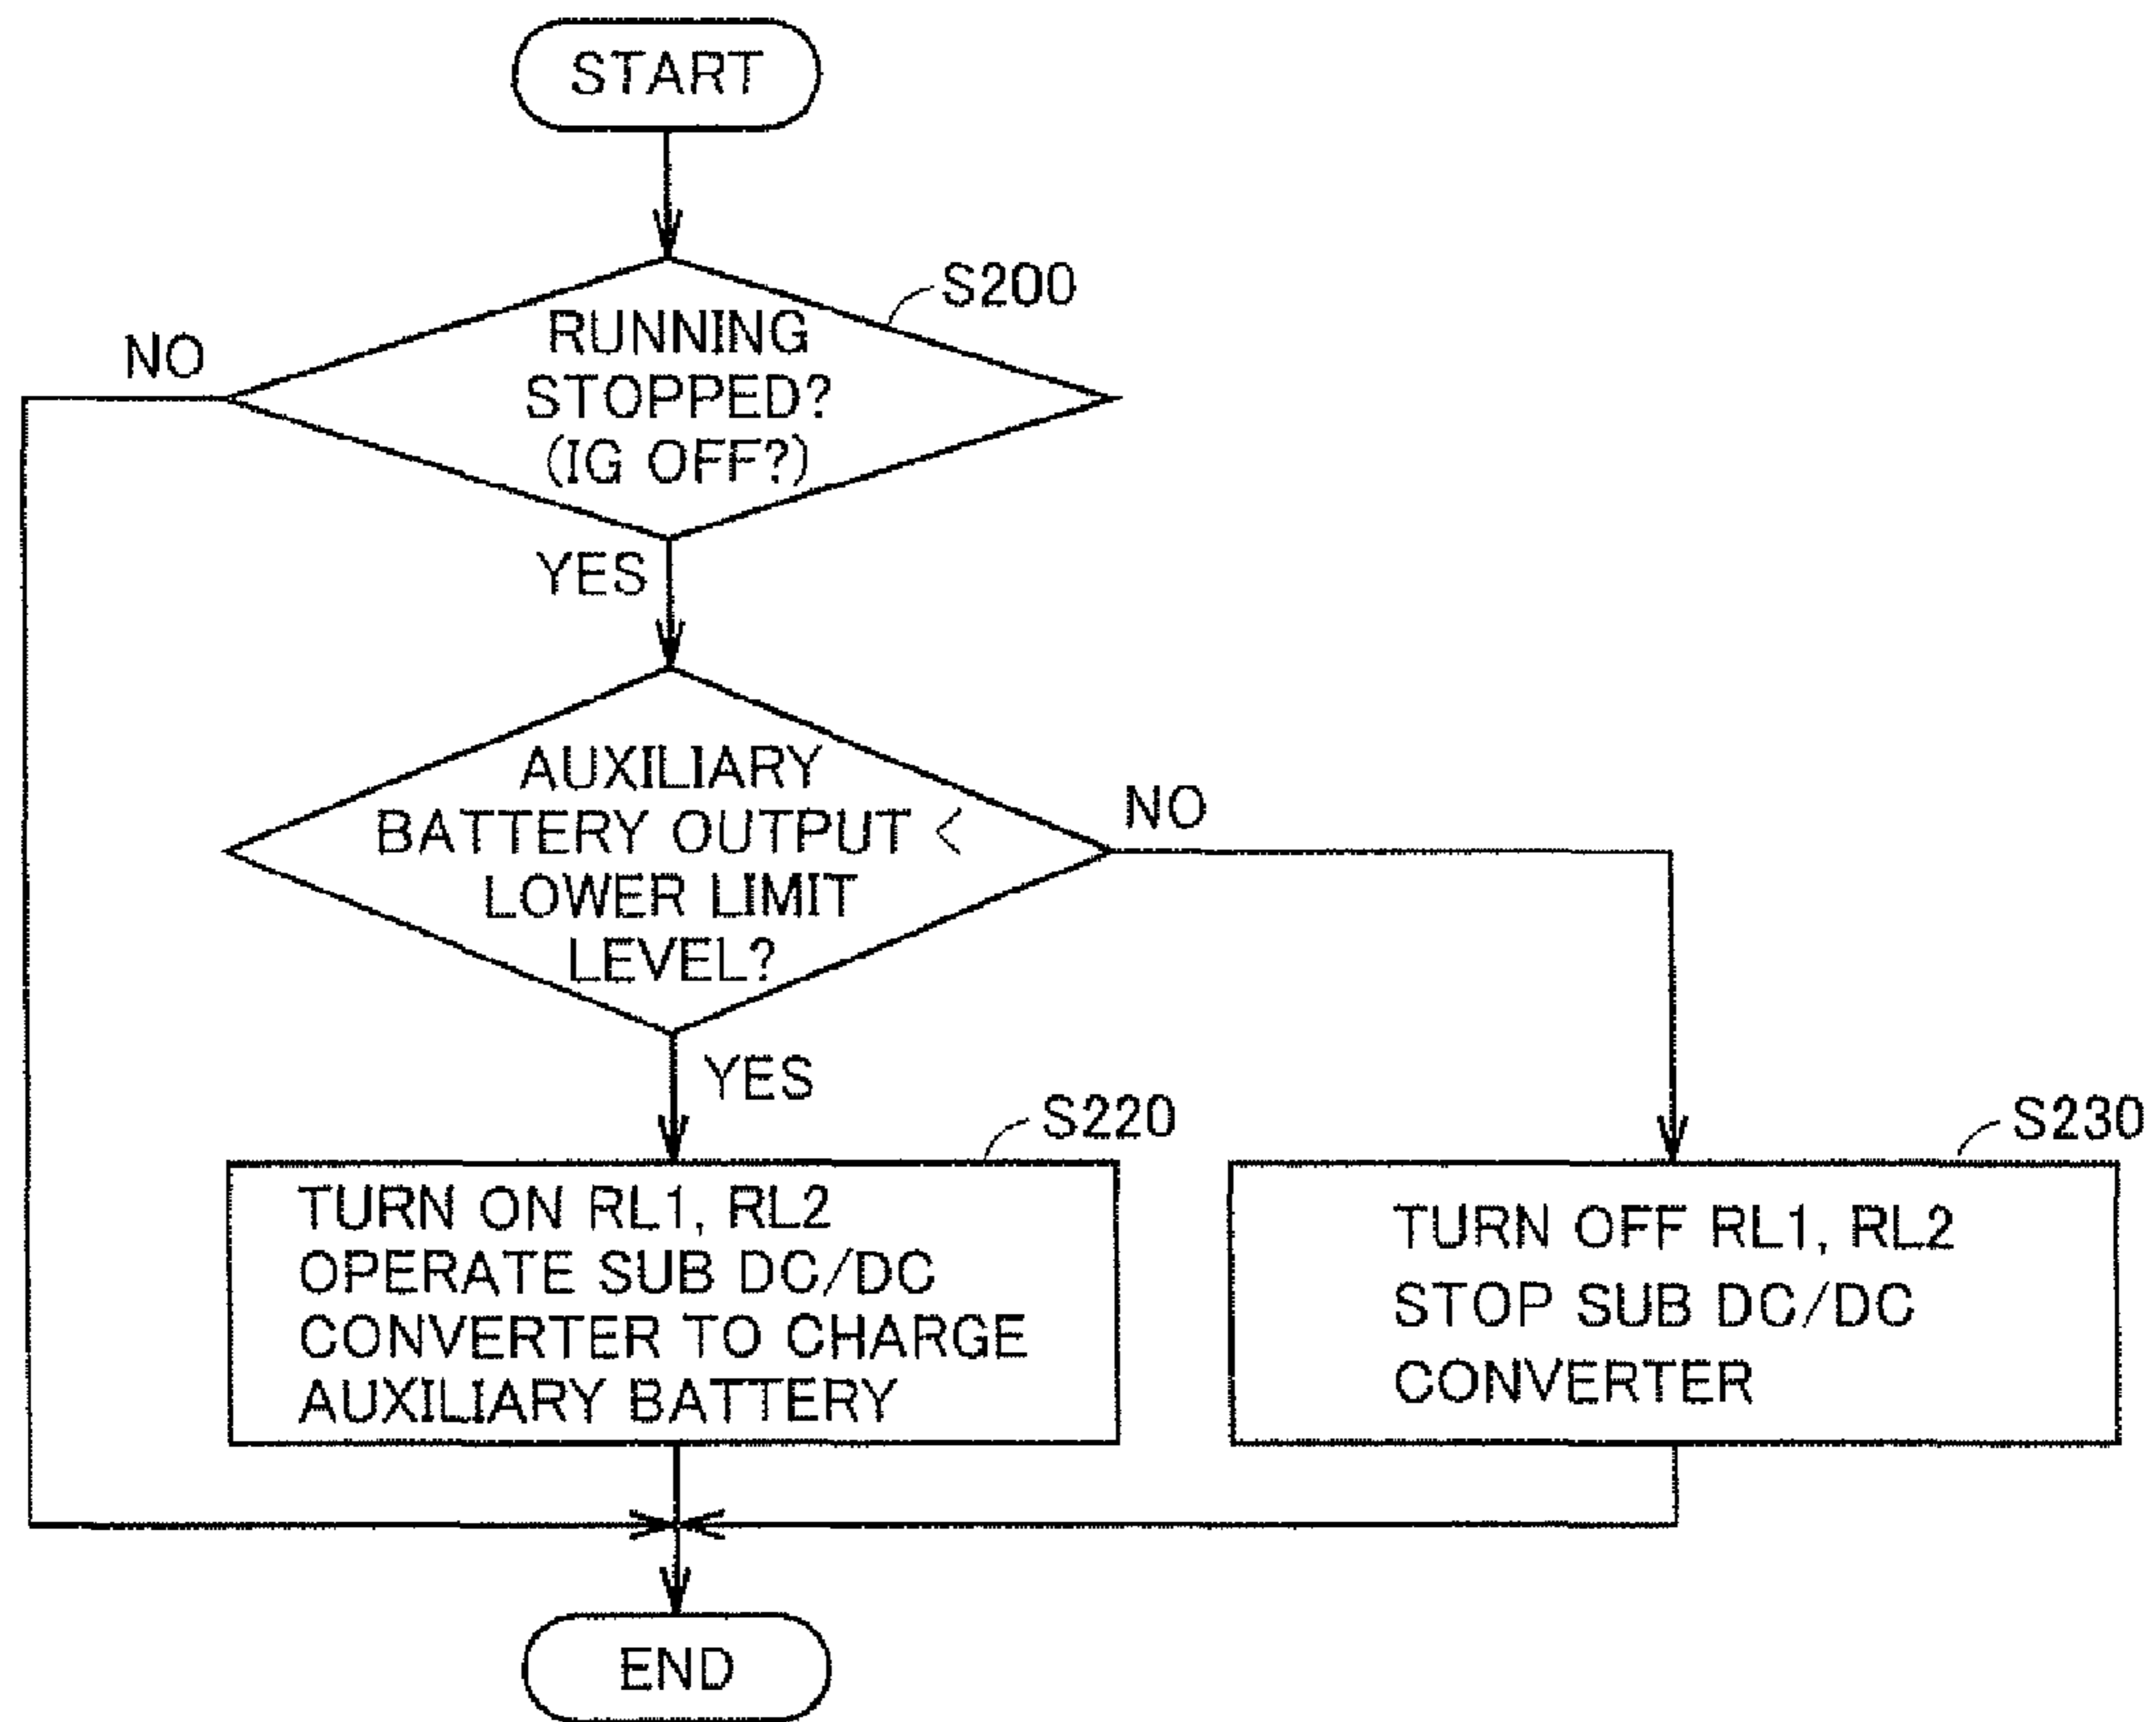 START
S200
NO
RUNNING
STOPPED?
(IG OFF?)
YES
AUXILIARY
BATTERY OUTPUT <
LOWER LIMIT
LEVEL?
NO
YES
S220
TURN ON RL1, RL2
OPERATE SUB DC/DC
CONVERTER TO CHARGE
AUXILIARY BATTERY
S230
TURN OFF RL1, RL2
STOP SUB DC/DC
CONVERTER
END